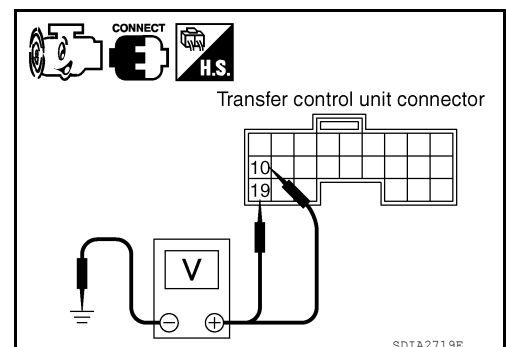 CONNECT
H.S.
Transfer control unit connector
10
19
V
− +
SDIA2719E